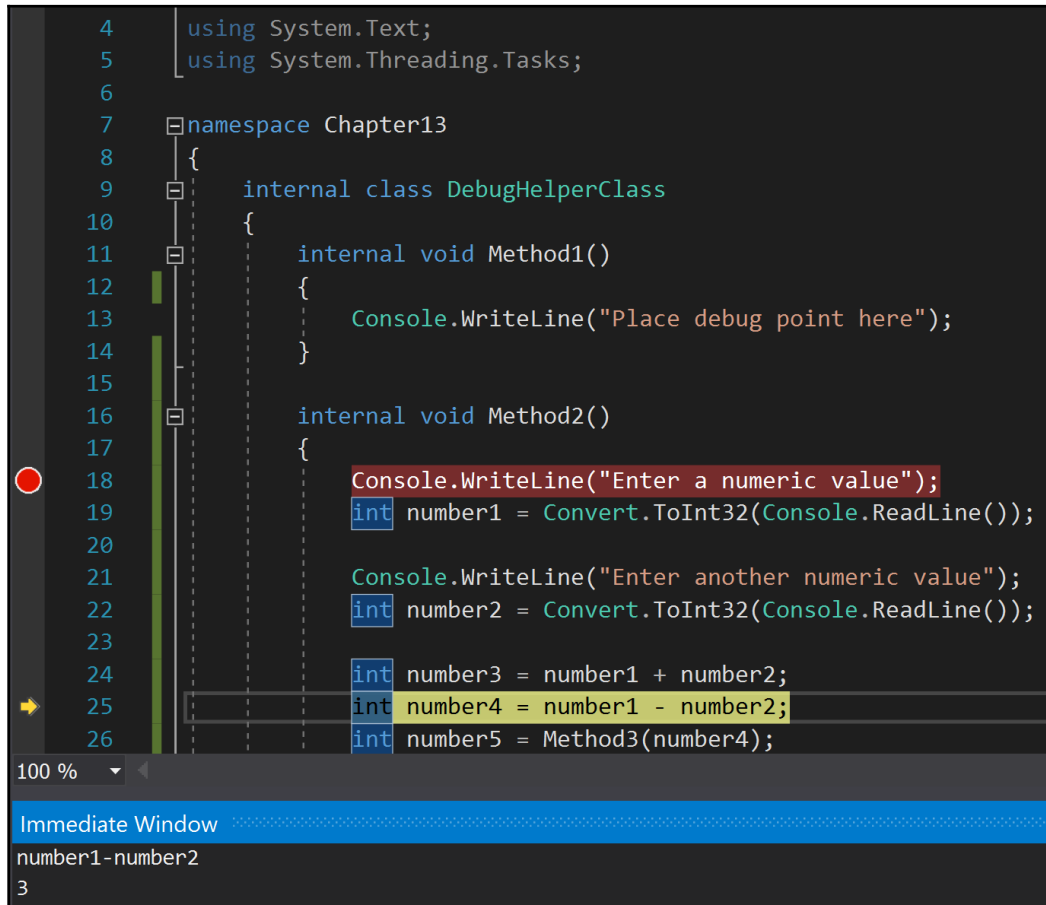 4 using System.Text;
5 using System.Threading.Tasks;
6
7 namespace Chapter13
8 {
9 internal class DebugHelperClass
10 {
11 internal void Method1()
12 {
13 Console.WriteLine("Place debug point here");
14 }
15
16 internal void Method2()
17 {
18 Console.WriteLine("Enter a numeric value");
19 int number1 = Convert.ToInt32(Console.ReadLine());
20
21 Console.WriteLine("Enter another numeric value");
22 int number2 = Convert.ToInt32(Console.ReadLine());
23
24 int number3 = number1 + number2;
25 int number4 = number1 - number2;
26 int number5 = Method3(number4);
100 %
Immediate Window
number1-number2
3